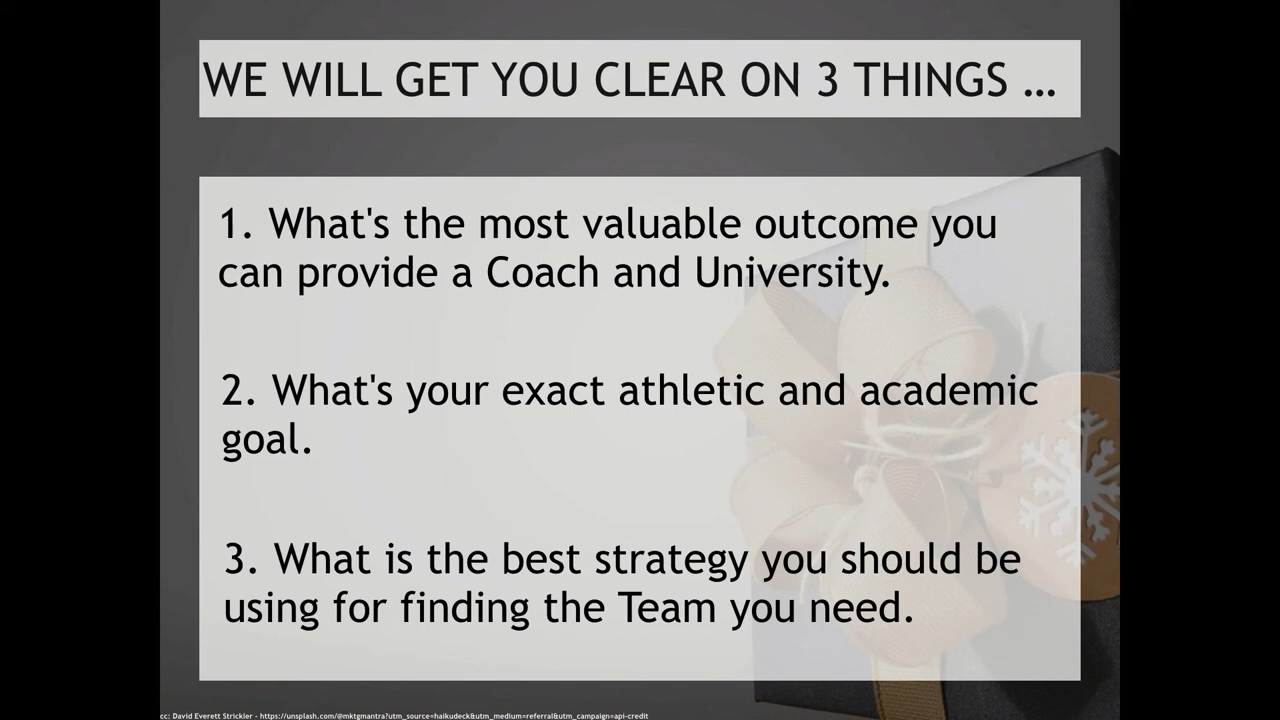 WE WILL GET YOU CLEAR ON 3 THINGS ...
1. What's the most valuable outcome you
can provide a Coach and University.
2. What's your exact athletic and academic
goal.
3. What is the best strategy you should be
using for finding the Team you need.
cc: David Everett Strickler - https://unsplash.com/@mktgmantra?utm_source=haikudeck&utm_medium=referral&utm_campaign=api-credit